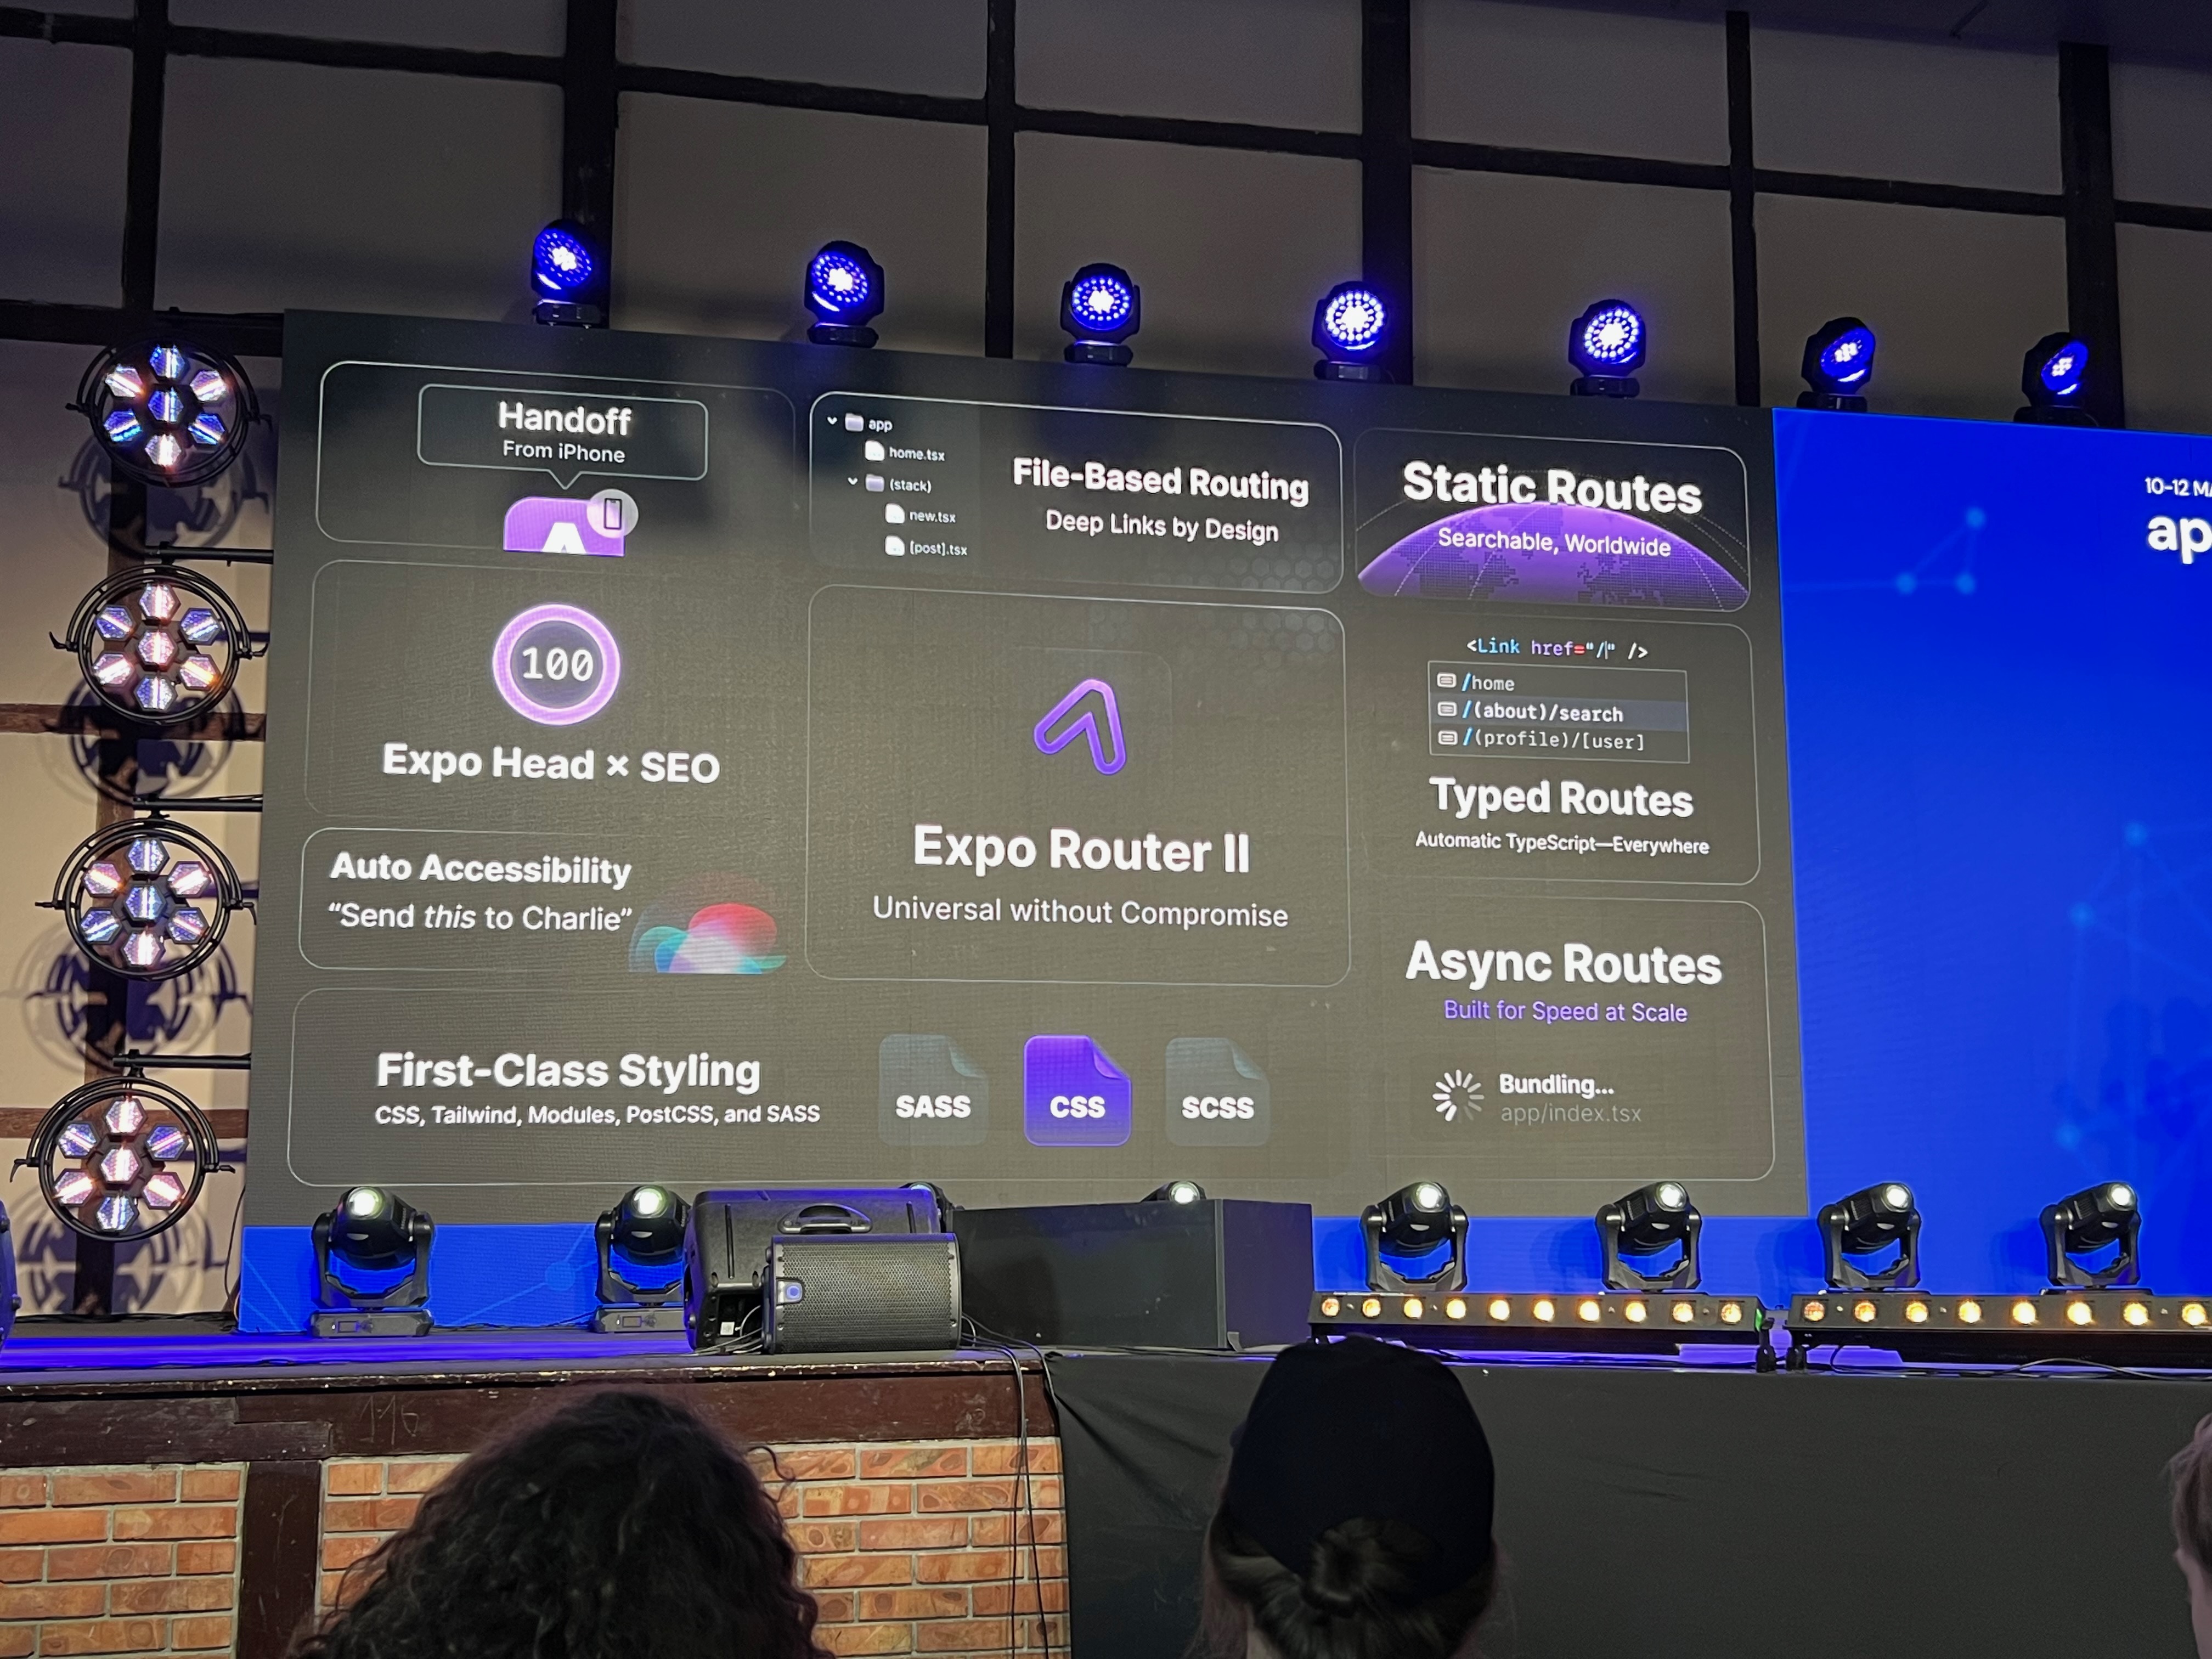 Handoff
From iPhone
app
home.tsx
(stack)
new.tsx
[post].tsx
File-Based Routing
Deep Links by Design
Static Routes
Searchable, Worldwide
100
Expo Head × SEO
Expo Router II
Universal without Compromise
<Link href="/|" />
/home
/(about)/search
/(profile)/[user]
Typed Routes
Automatic TypeScript—Everywhere
Auto Accessibility
“Send this to Charlie”
Async Routes
Built for Speed at Scale
Bundling...
app/index.tsx
First-Class Styling
CSS, Tailwind, Modules, PostCSS, and SASS
SASS
CSS
SCSS
10-12 MA
ap
116